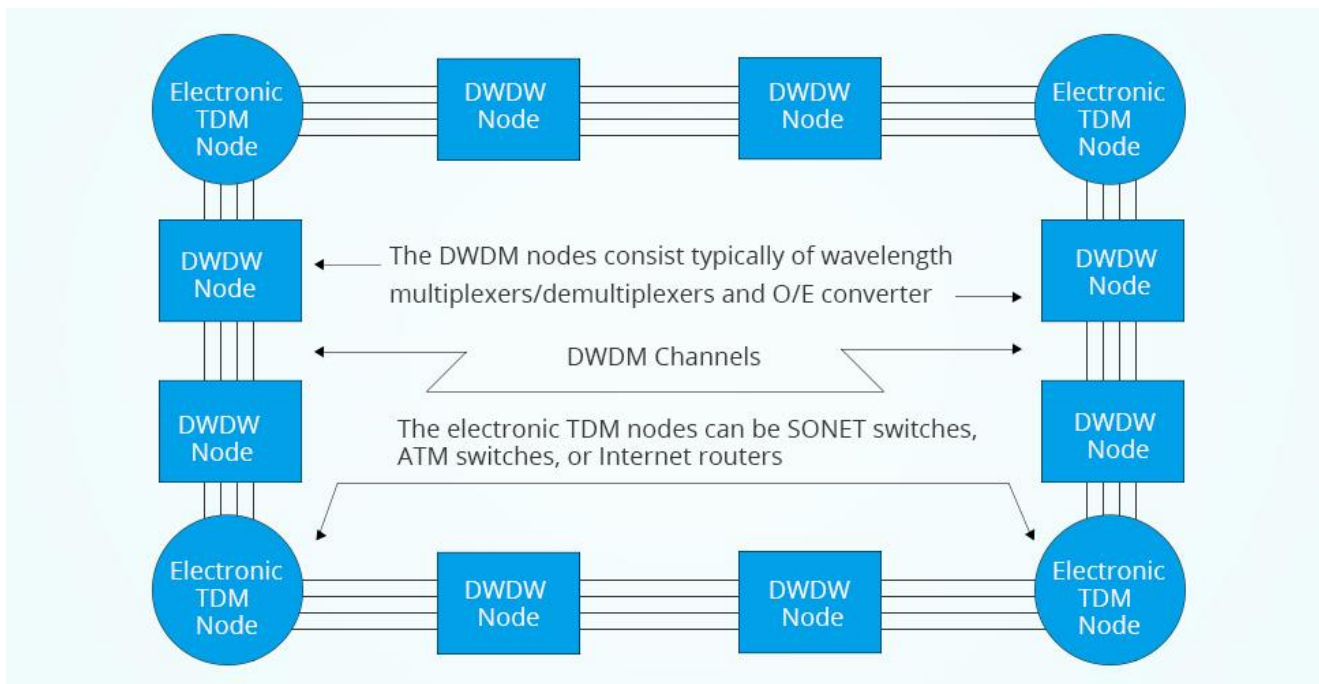 Electronic
TDM
Node
DWDW
Node
DWDW
Node
Electronic
TDM
Node
DWDW
Node
The DWDM nodes consist typically of wavelength
multiplexers/demultiplexers and O/E converter
DWDW
Node
DWDM Channels
DWDW
Node
The electronic TDM nodes can be SONET switches,
ATM switches, or Internet routers
DWDW
Node
Electronic
TDM
Node
DWDW
Node
DWDW
Node
Electronic
TDM
Node